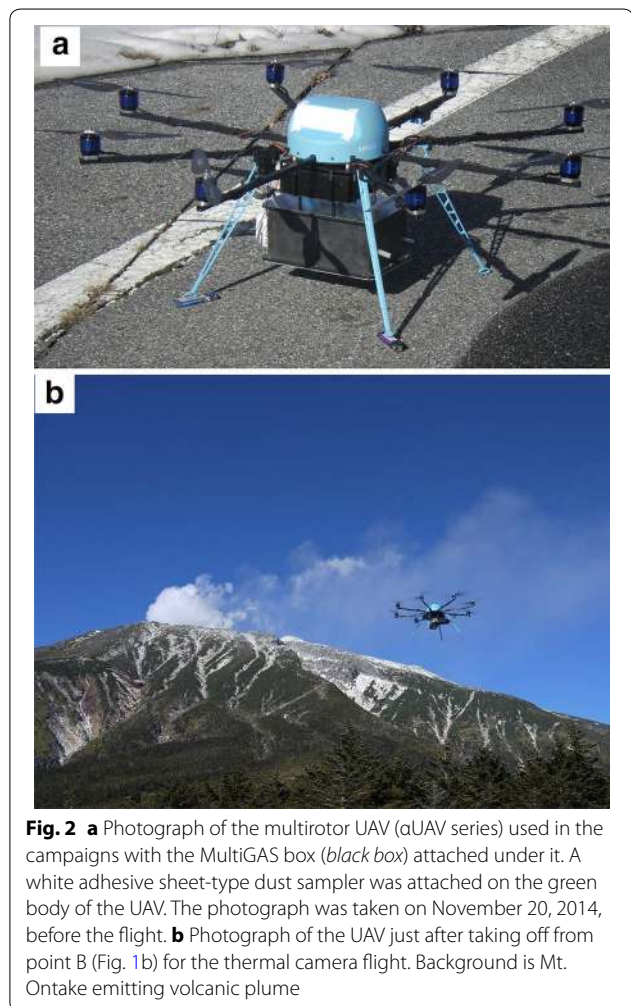 a
b
Fig. 2 a Photograph of the multirotor UAV (αUAV series) used in the
campaigns with the MultiGAS box (black box) attached under it. A
white adhesive sheet-type dust sampler was attached on the green
body of the UAV. The photograph was taken on November 20, 2014,
before the flight. b Photograph of the UAV just after taking off from
point B (Fig. 1b) for the thermal camera flight. Background is Mt.
Ontake emitting volcanic plume